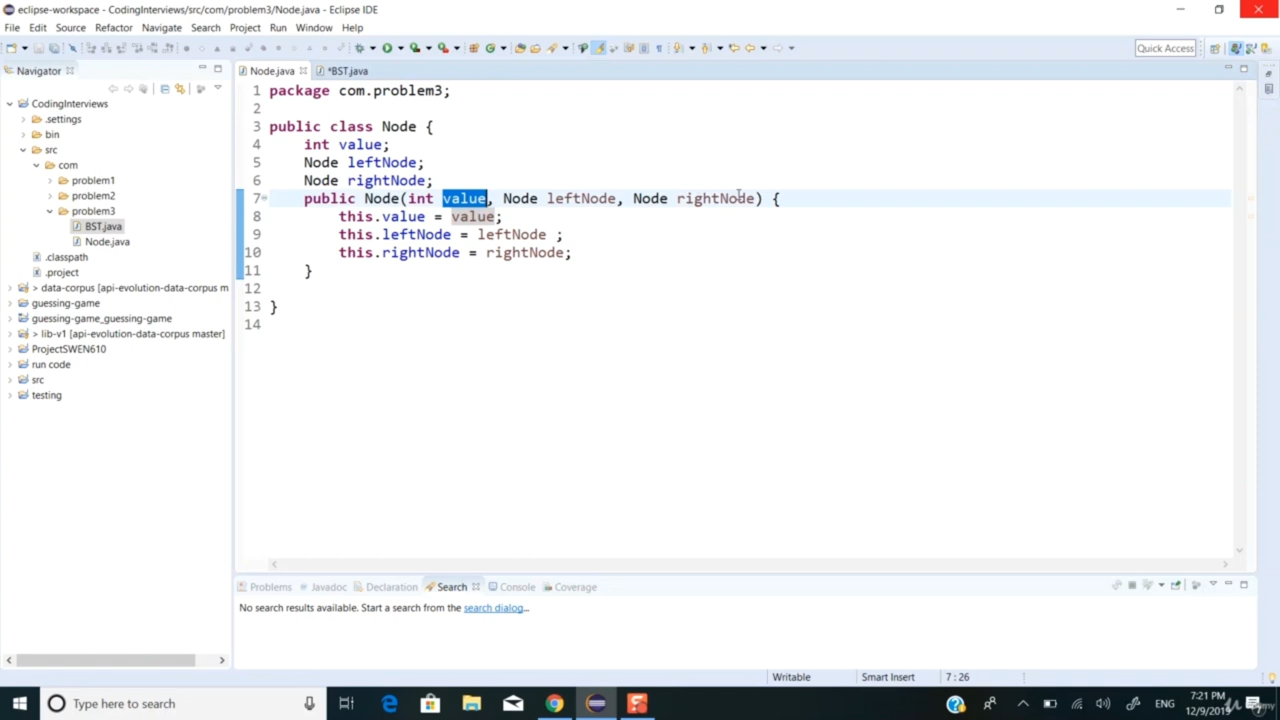 eclipse-workspace - CodingInterviews/src/com/problem3/Node.java - Eclipse IDE
File Edit Source Refactor Navigate Search Project Run Window Help
Quick Access
Navigator
Node.java *BST.java
CodingInterviews
.settings
bin
src
com
problem1
problem2
problem3
BST.java
Node.java
.classpath
.project
> data-corpus [api-evolution-data-corpus m
guessing-game
guessing-game_guessing-game
> lib-v1 [api-evolution-data-corpus master]
ProjectSWEN610
run code
src
testing
1 package com.problem3;
2
3 public class Node {
4 int value;
5 Node leftNode;
6 Node rightNode;
7 public Node(int value, Node leftNode, Node rightNode) {
8 this.value = value;
9 this.leftNode = leftNode ;
10 this.rightNode = rightNode;
11 }
12
13 }
14
Problems Javadoc Declaration Search Console Coverage
No search results available. Start a search from the search dialog...
Writable Smart Insert 7 : 26
Type here to search
ENG
7:21 PM